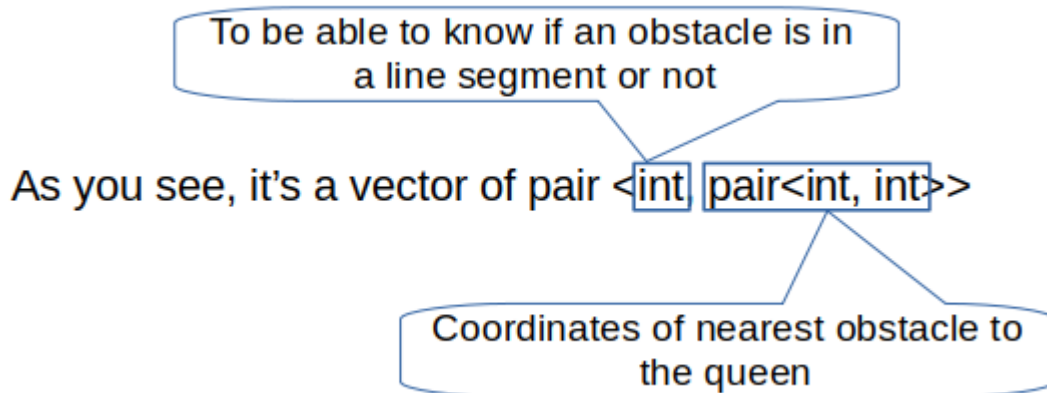 To be able to know if an obstacle is in
a line segment or not
As you see, it’s a vector of pair <int, pair<int, int>>
Coordinates of nearest obstacle to
the queen